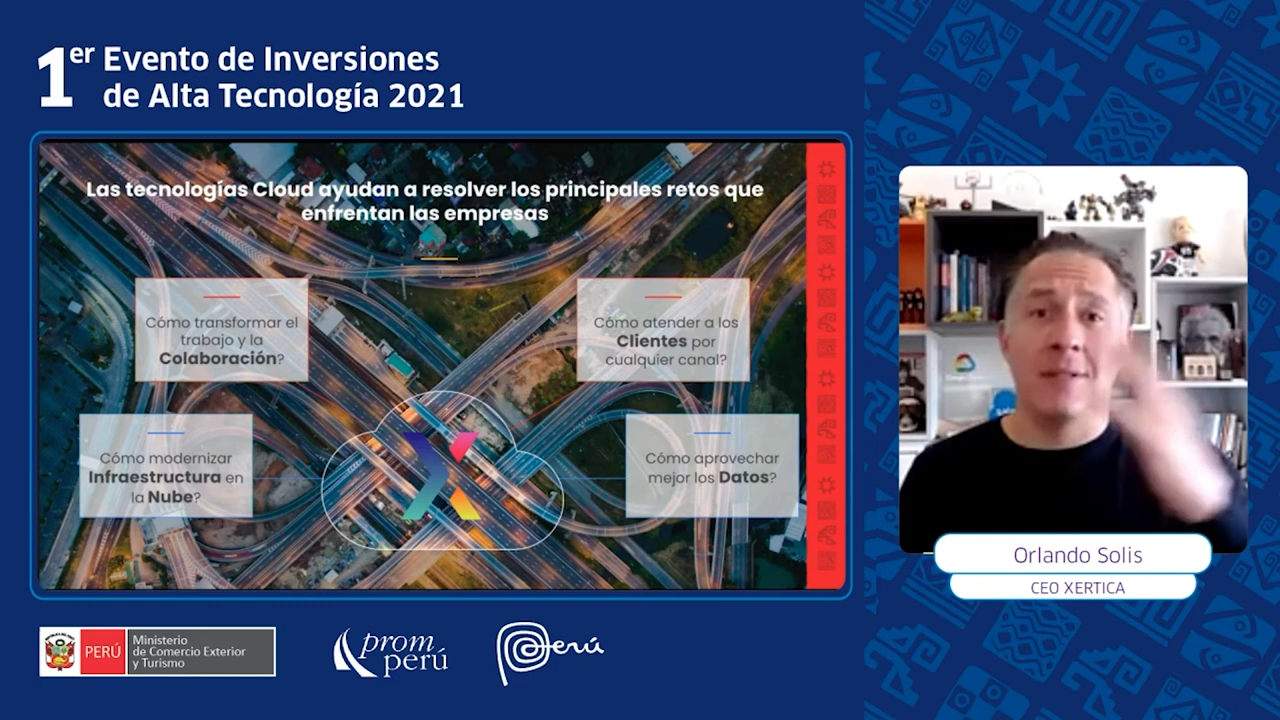 1er Evento de Inversiones
de Alta Tecnología 2021
Las tecnologías Cloud ayudan a resolver los principales retos que
enfrentan las empresas
Cómo transformar el
trabajo y la
Colaboración?
Cómo atender a los
Clientes por
cualquier canal?
Cómo modernizar
Infraestructura en
la Nube?
Cómo aprovechar
mejor los Datos?
Orlando Solis
CEO XERTICA
PERÚ
Ministerio
de Comercio Exterior
y Turismo
prom
perú
Perú